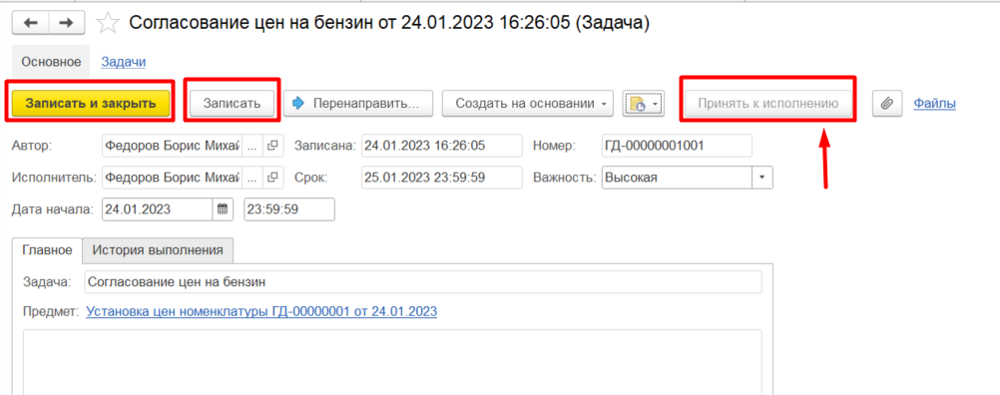 Согласование цен на бензин от 24.01.2023 16:26:05 (Задача)
Основное Задачи
Записать и закрыть Записать Перенаправить... Создать на основании Принять к исполнению Файлы
Автор: Федоров Борис Михай ... Записана: 24.01.2023 16:26:05 Номер: ГД-00000001001
Исполнитель: Федоров Борис Михай ... Срок: 25.01.2023 23:59:59 Важность: Высокая
Дата начала: 24.01.2023 23:59:59
Главное История выполнения
Задача: Согласование цен на бензин
Предмет: Установка цен номенклатуры ГД-00000001 от 24.01.2023